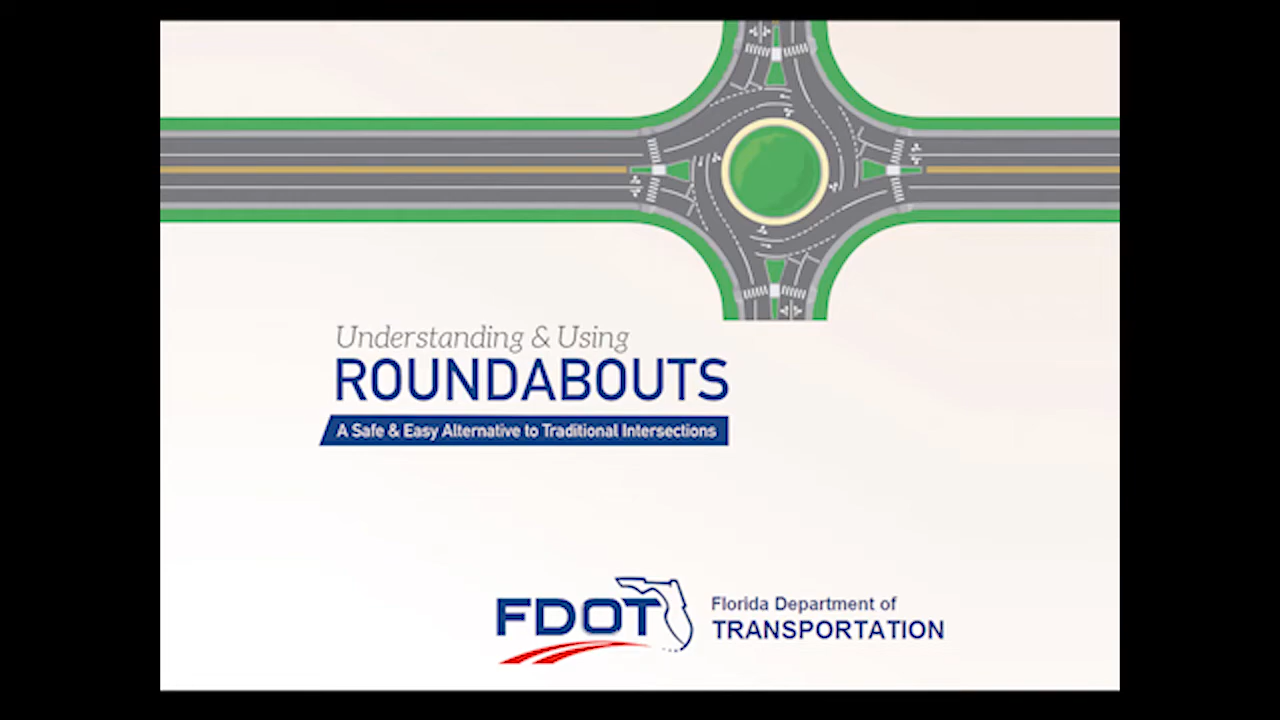 Understanding & Using
ROUNDABOUTS
A Safe & Easy Alternative to Traditional Intersections
FDOT
Florida Department of
TRANSPORTATION